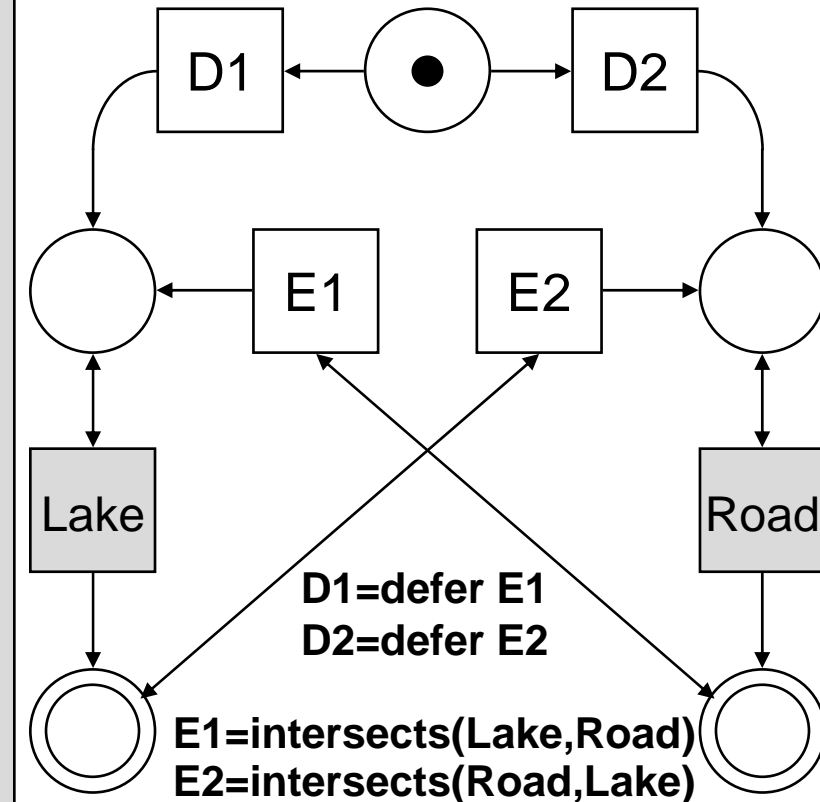 D1
D2
E1
E2
Lake
Road
D1=defer E1
D2=defer E2
E1=intersects(Lake,Road)
E2=intersects(Road,Lake)